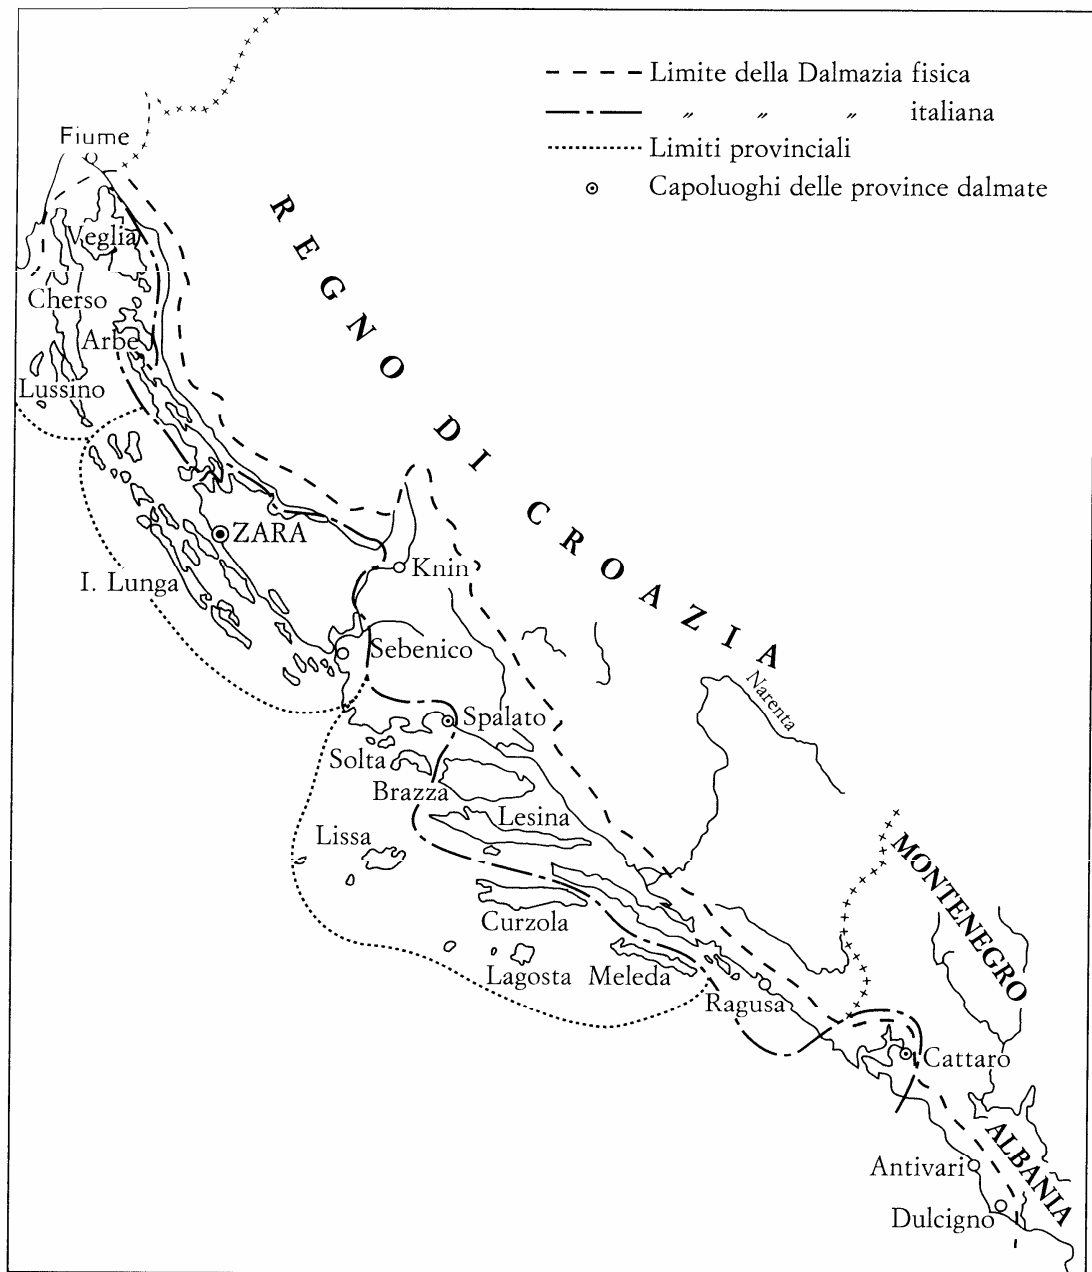 Limite della Dalmazia fisica
〃 〃 〃 italiana
Limiti provinciali
Capoluoghi delle province dalmate
Fiume
REGNO DI CROAZIA
Veglia
Cherso
Arbe
Lussino
ZARA
I. Lunga
Knin
Sebenico
Narenta
Spalato
Solta
Brazza
Lesina
Lissa
MONTENEGRO
Curzola
Lagosta
Meleda
Ragusa
Cattaro
ALBANIA
Antivari
Dulcigno